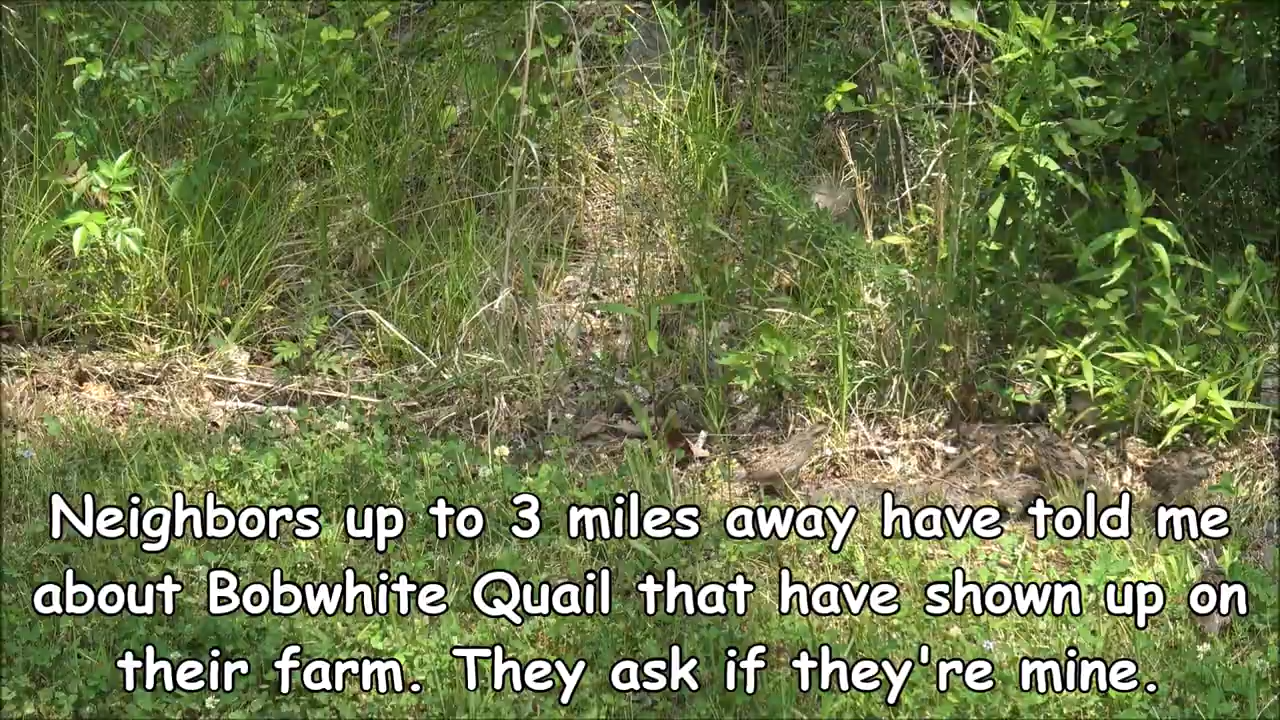 Neighbors up to 3 miles away have told me
about Bobwhite Quail that have shown up on
their farm. They ask if they're mine.